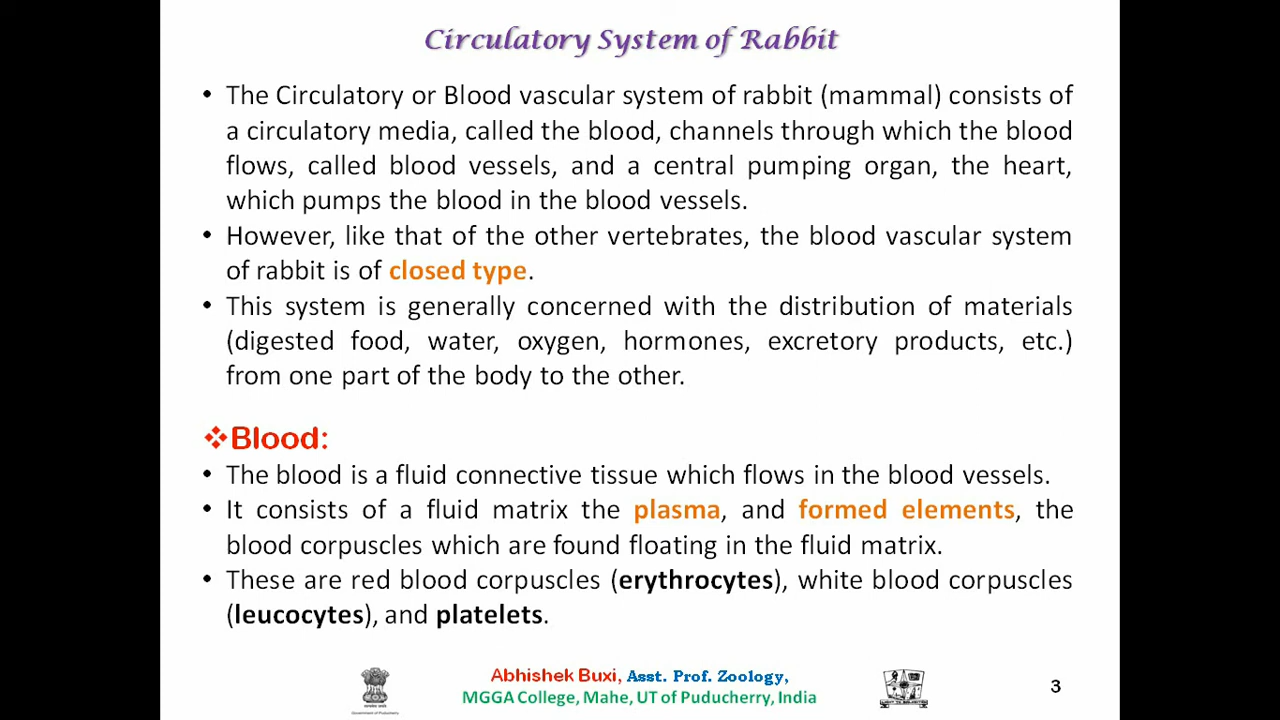 Circulatory System of Rabbit
• The Circulatory or Blood vascular system of rabbit (mammal) consists of
a circulatory media, called the blood, channels through which the blood
flows, called blood vessels, and a central pumping organ, the heart,
which pumps the blood in the blood vessels.
• However, like that of the other vertebrates, the blood vascular system
of rabbit is of closed type.
• This system is generally concerned with the distribution of materials
(digested food, water, oxygen, hormones, excretory products, etc.)
from one part of the body to the other.
❖Blood:
• The blood is a fluid connective tissue which flows in the blood vessels.
• It consists of a fluid matrix the plasma, and formed elements, the
blood corpuscles which are found floating in the fluid matrix.
• These are red blood corpuscles (erythrocytes), white blood corpuscles
(leucocytes), and platelets.
Abhishek Buxi, Asst. Prof. Zoology,
MGGA College, Mahe, UT of Puducherry, India
Government of Puducherry
3